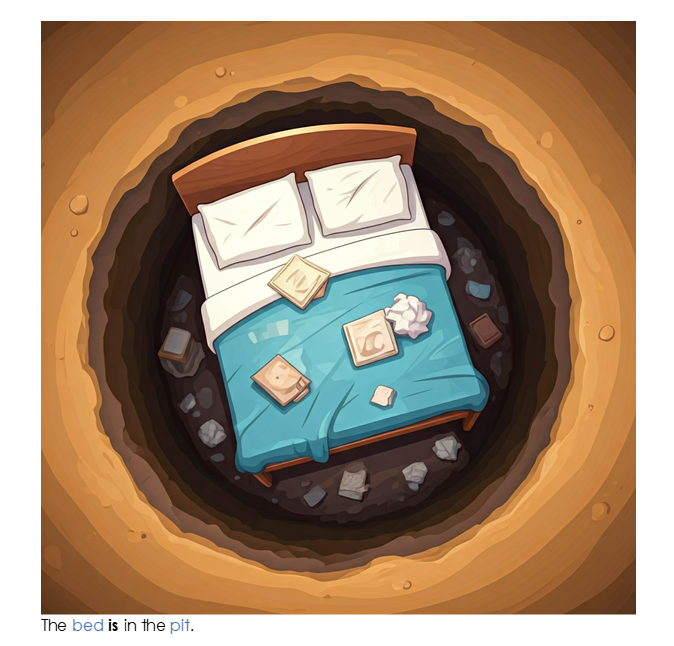 The bed is in the pit.